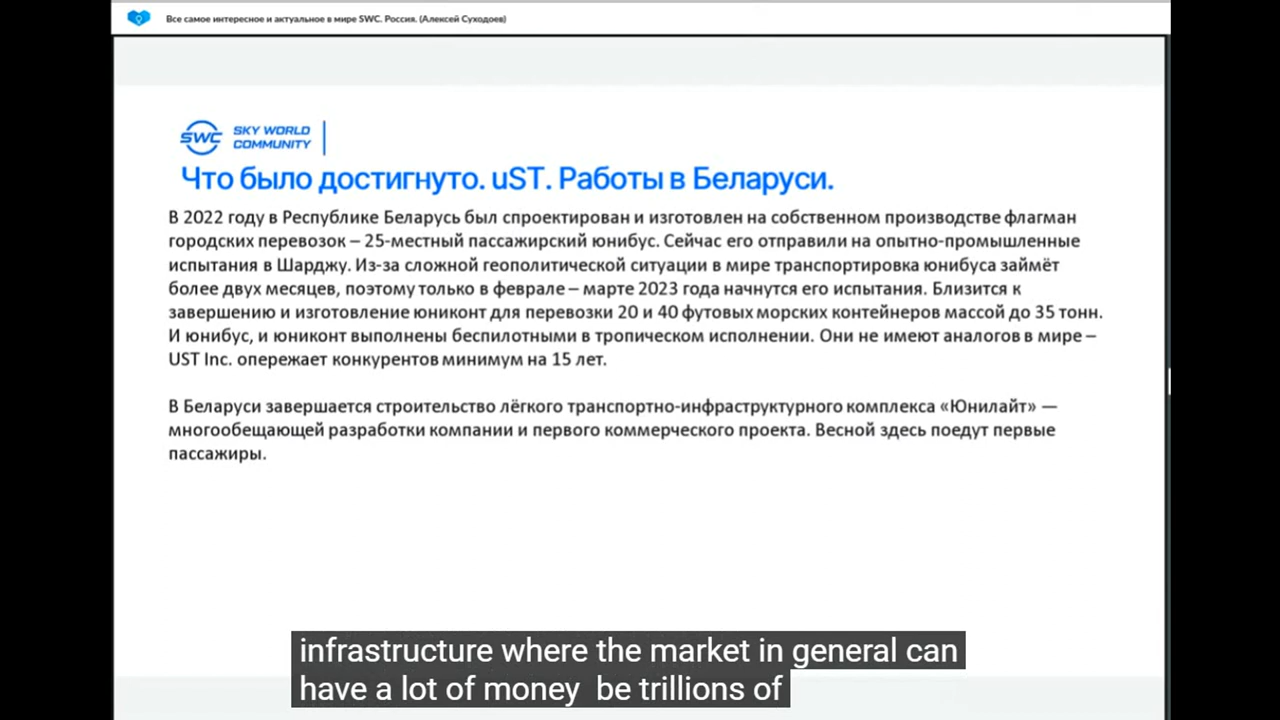 Все самое интересное и актуальное в мире SWC. Россия. (Алексей Суходоев)
SWC SKY WORLD
COMMUNITY
Что было достигнуто. uST. Работы в Беларуси.
В 2022 году в Республике Беларусь был спроектирован и изготовлен на собственном производстве флагман
городских перевозок – 25-местный пассажирский юнибус. Сейчас его отправили на опытно-промышленные
испытания в Шарджу. Из-за сложной геополитической ситуации в мире транспортировка юнибуса займёт
более двух месяцев, поэтому только в феврале – марте 2023 года начнутся его испытания. Близится к
завершению и изготовление юниконт для перевозки 20 и 40 футовых морских контейнеров массой до 35 тонн.
И юнибус, и юниконт выполнены беспилотными в тропическом исполнении. Они не имеют аналогов в мире –
UST Inc. опережает конкурентов минимум на 15 лет.
В Беларуси завершается строительство лёгкого транспортно-инфраструктурного комплекса «Юнилайт» —
многообещающей разработки компании и первого коммерческого проекта. Весной здесь поедут первые
пассажиры.
infrastructure where the market in general can
have a lot of money be trillions of